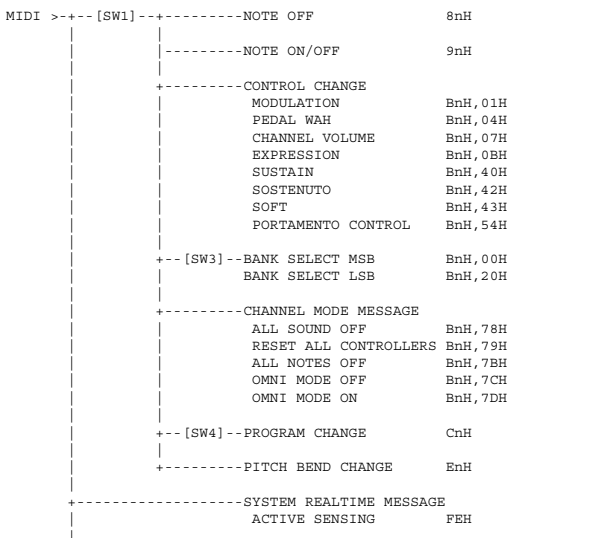 MIDI >-+--[SW1]--+---------NOTE OFF 8nH
|---------NOTE ON/OFF 9nH
+---------CONTROL CHANGE
MODULATION BnH,01H
PEDAL WAH BnH,04H
CHANNEL VOLUME BnH,07H
EXPRESSION BnH,0BH
SUSTAIN BnH,40H
SOSTENUTO BnH,42H
SOFT BnH,43H
PORTAMENTO CONTROL BnH,54H
+--[SW3]--BANK SELECT MSB BnH,00H
BANK SELECT LSB BnH,20H
+---------CHANNEL MODE MESSAGE
ALL SOUND OFF BnH,78H
RESET ALL CONTROLLERS BnH,79H
ALL NOTES OFF BnH,7BH
OMNI MODE OFF BnH,7CH
OMNI MODE ON BnH,7DH
+--[SW4]--PROGRAM CHANGE CnH
+---------PITCH BEND CHANGE EnH
+-------------------SYSTEM REALTIME MESSAGE
ACTIVE SENSING FEH